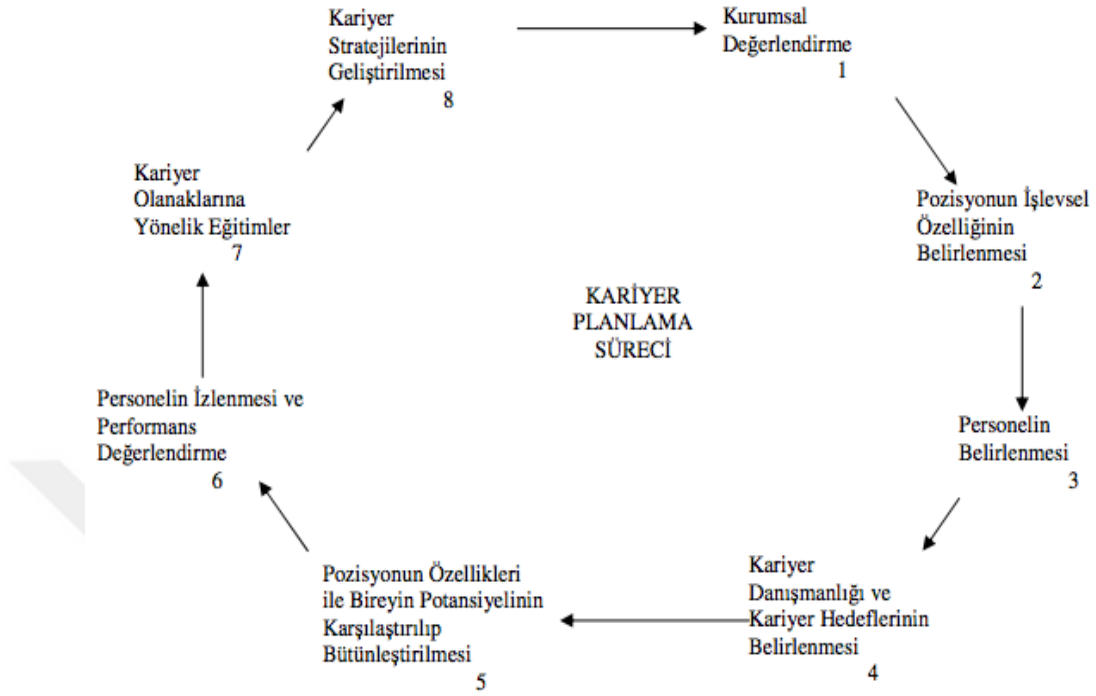 Kurumsal
Değerlendirme
1
Pozisyonun İşlevsel
Özelliğinin
Belirlenmesi
2
Personelin
Belirlenmesi
3
Kariyer
Danışmanlığı ve
Kariyer Hedeflerinin
Belirlenmesi
4
Pozisyonun Özellikleri
ile Bireyin Potansiyelinin
Karşılaştırılıp
Bütünleştirilmesi
5
Personelin İzlenmesi ve
Performans
Değerlendirme
6
Kariyer
Olanaklarına
Yönelik Eğitimler
7
Kariyer
Stratejilerinin
Geliştirilmesi
8
KARİYER
PLANLAMA
SÜRECİ